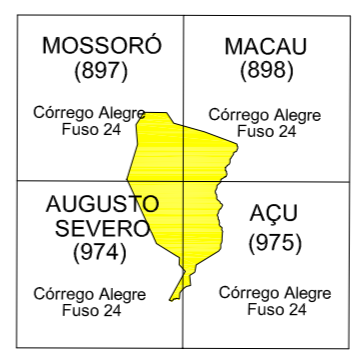 MOSSORÓ
(897)
Córrego Alegre
Fuso 24
MACAU
(898)
Córrego Alegre
Fuso 24
AUGUSTO
SEVERO
(974)
Córrego Alegre
Fuso 24
AÇU
(975)
Córrego Alegre
Fuso 24